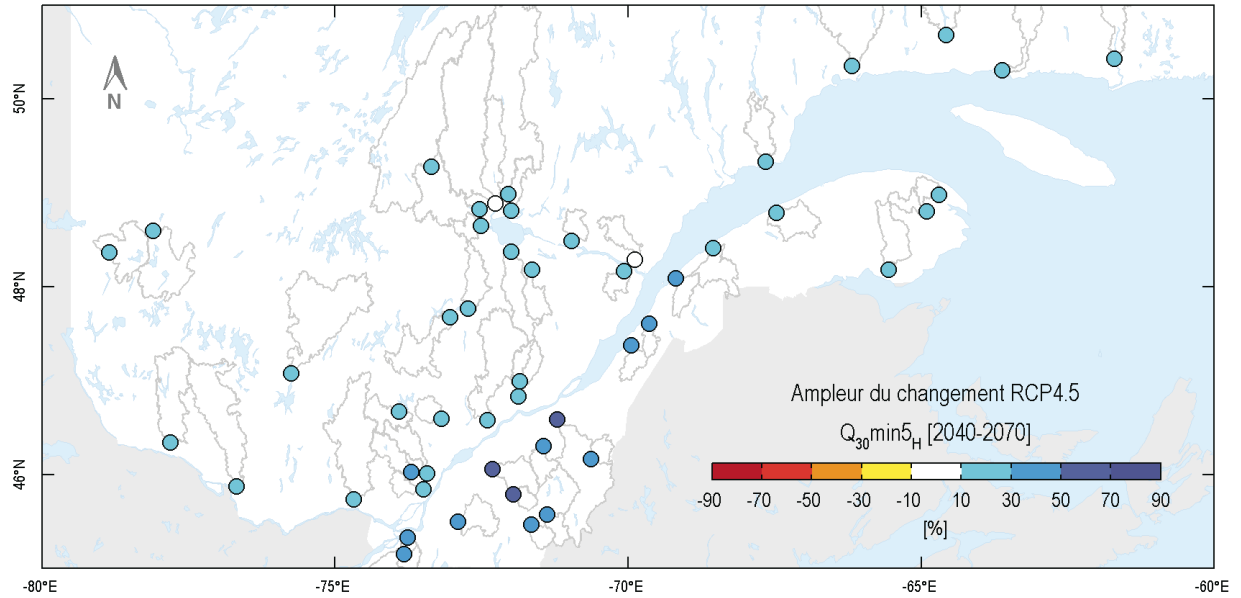 N
50°N
48°N
46°N
Ampleur du changement RCP4.5
Q30min5H [2040-2070]
-90 -70 -50 -30 -10 10 30 50 70 90
[%]
-80°E -75°E -70°E -65°E -60°E